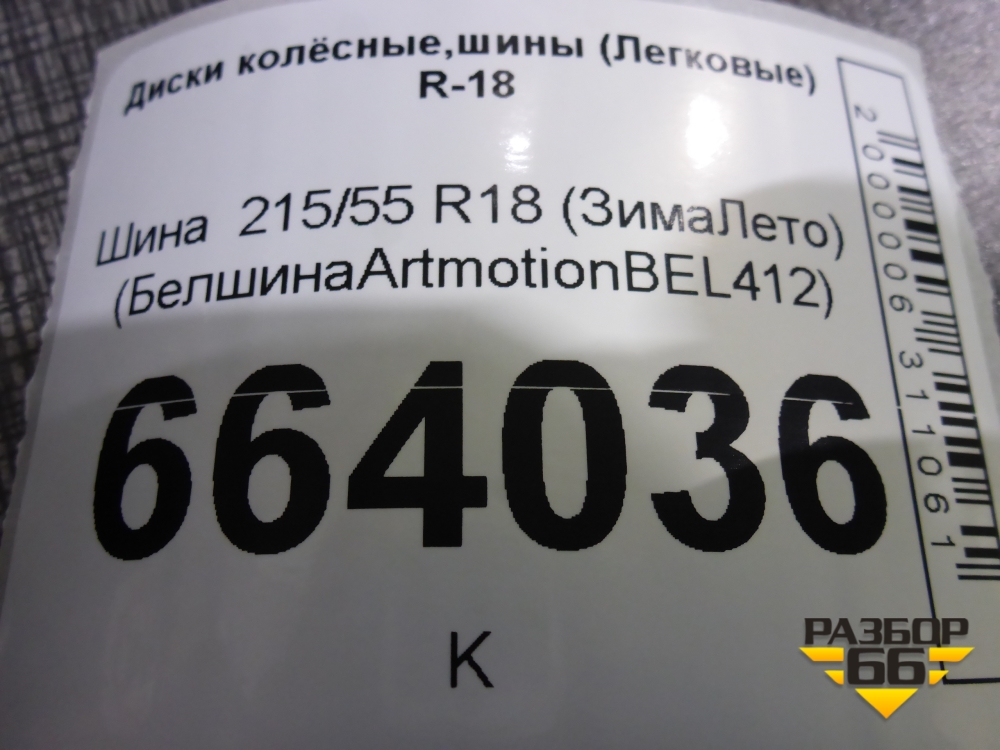 Диски колёсные,шины (Легковые)
R-18
Шина 215/55 R18 (ЗимаЛето)
(БелшинаArtmotionBEL412)
664036
К
2000006311061
РАЗБОР
66